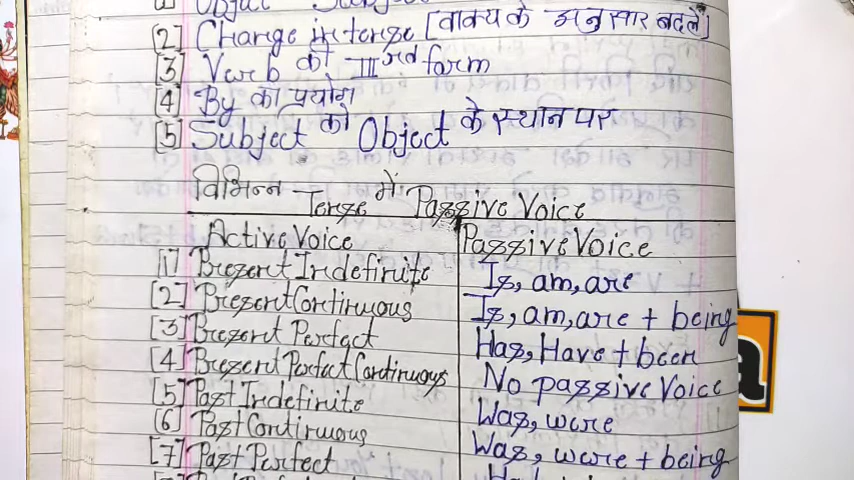 [2] Change in tense [वाक्य के अनुसार बदलें]
[3] Verb की IIIrd form
[4] By का प्रयोग
[5] Subject को Object के स्थान पर
विभिन्न Tense में Passive Voice
Active Voice Passive Voice
[1] Present Indefinite Is, am, are
[2] Present Continuous Is, am, are + being
[3] Present Perfect Has, Have + been
[4] Present Perfect Continuous No passive Voice
[5] Past Indefinite Was, were
[6] Past Continuous Was, were + being
[7] Past Perfect